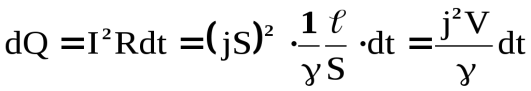 dQ = I²Rdt = (jS)² · 1/γ ℓ/S · dt = j²V/γ dt